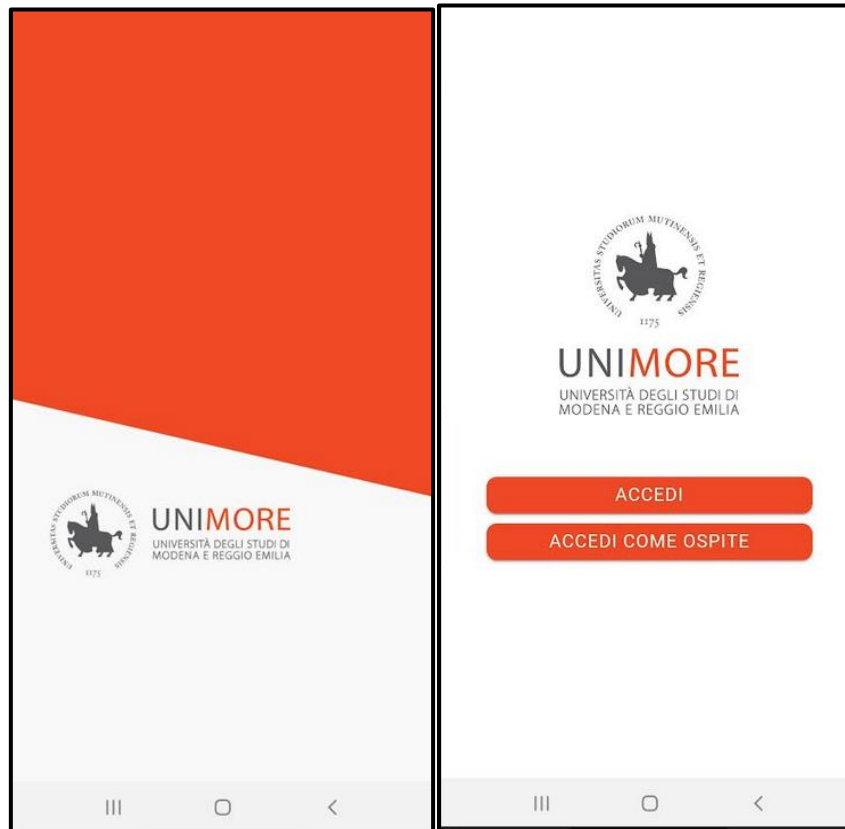 UNIVERSITAS STUDIORUM MUTINENSIS ET REGIENSIS
1175
UNIMORE
UNIVERSITÀ DEGLI STUDI DI
MODENA E REGGIO EMILIA
UNIVERSITAS STUDIORUM MUTINENSIS ET REGIENSIS
1175
UNIMORE
UNIVERSITÀ DEGLI STUDI DI
MODENA E REGGIO EMILIA
ACCEDI
ACCEDI COME OSPITE